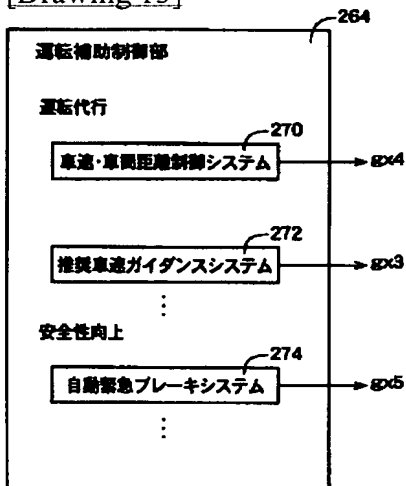 [Drawing 15]
264
運転補助制御部
運転代行
270
車速・車間距離制御システム
gx4
272
推奨車速ガイダンスシステム
gx3
安全性向上
274
自動緊急ブレーキシステム
gx5